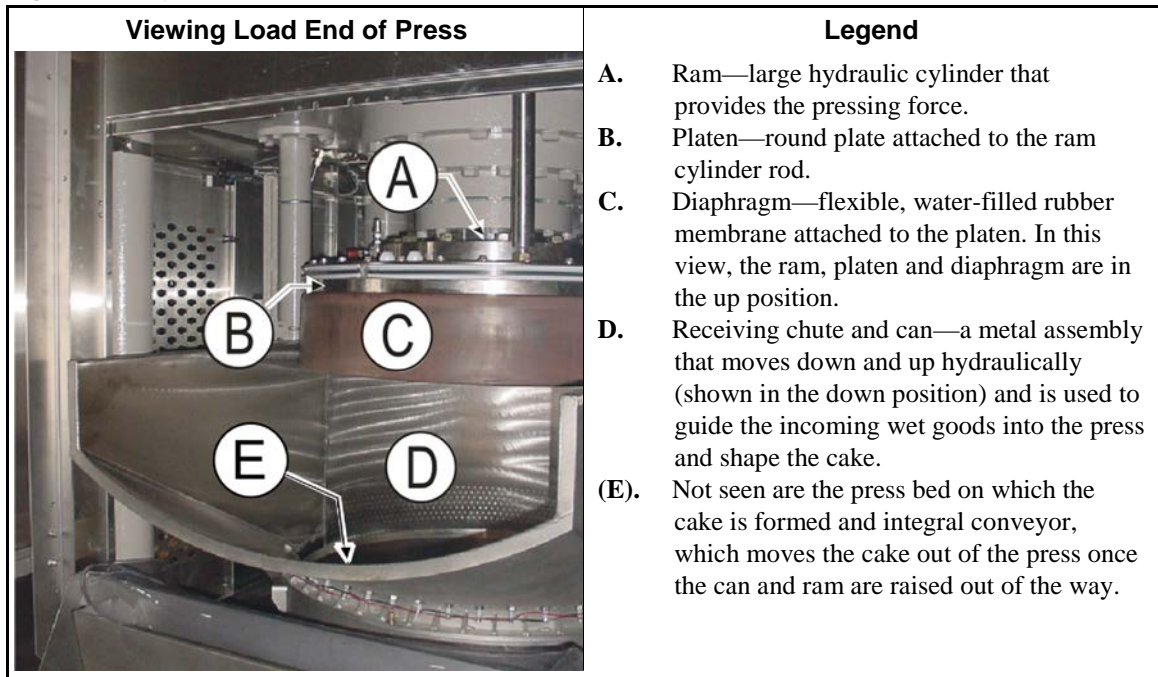 Viewing Load End of Press
Legend
A
B
C
E
D
A. Ram—large hydraulic cylinder that
provides the pressing force.
B. Platen—round plate attached to the ram
cylinder rod.
C. Diaphragm—flexible, water-filled rubber
membrane attached to the platen. In this
view, the ram, platen and diaphragm are in
the up position.
D. Receiving chute and can—a metal assembly
that moves down and up hydraulically
(shown in the down position) and is used to
guide the incoming wet goods into the press
and shape the cake.
(E). Not seen are the press bed on which the
cake is formed and integral conveyor,
which moves the cake out of the press once
the can and ram are raised out of the way.